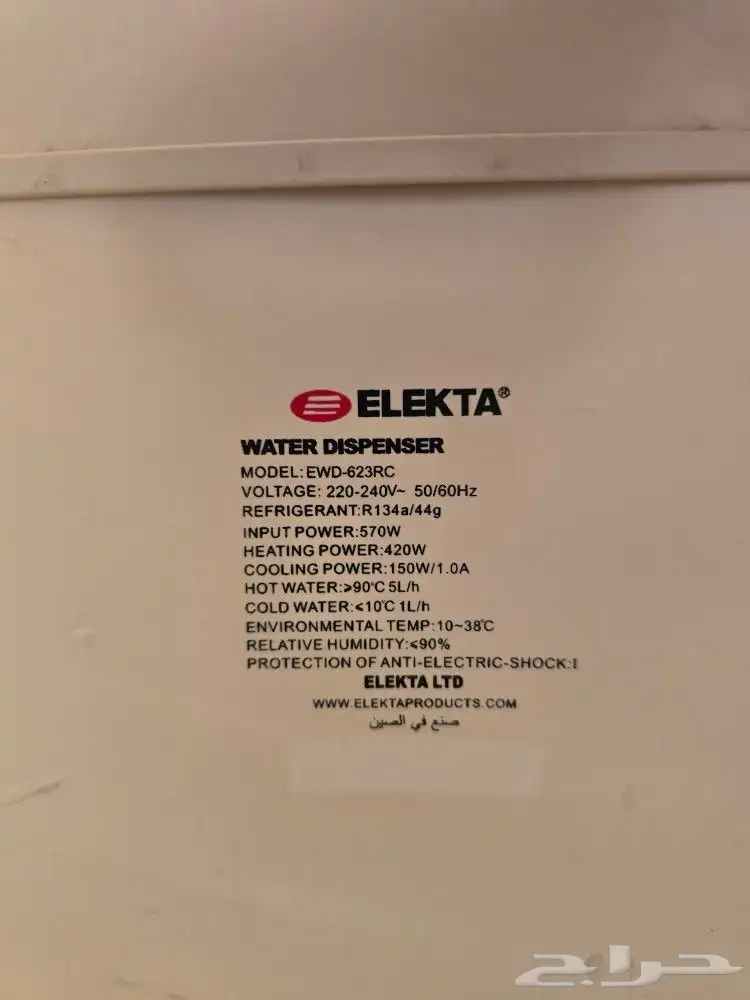 ELEKTA®
WATER DISPENSER
MODEL:EWD-623RC
VOLTAGE: 220-240V~ 50/60Hz
REFRIGERANT:R134a/44g
INPUT POWER:570W
HEATING POWER:420W
COOLING POWER:150W/1.0A
HOT WATER:≥90℃ 5L/h
COLD WATER:≤10℃ 1L/h
ENVIRONMENTAL TEMP:10~38℃
RELATIVE HUMIDITY:≤90%
PROTECTION OF ANTI-ELECTRIC-SHOCK:I
ELEKTA LTD
WWW.ELEKTAPRODUCTS.COM
صنع في الصين
حراج